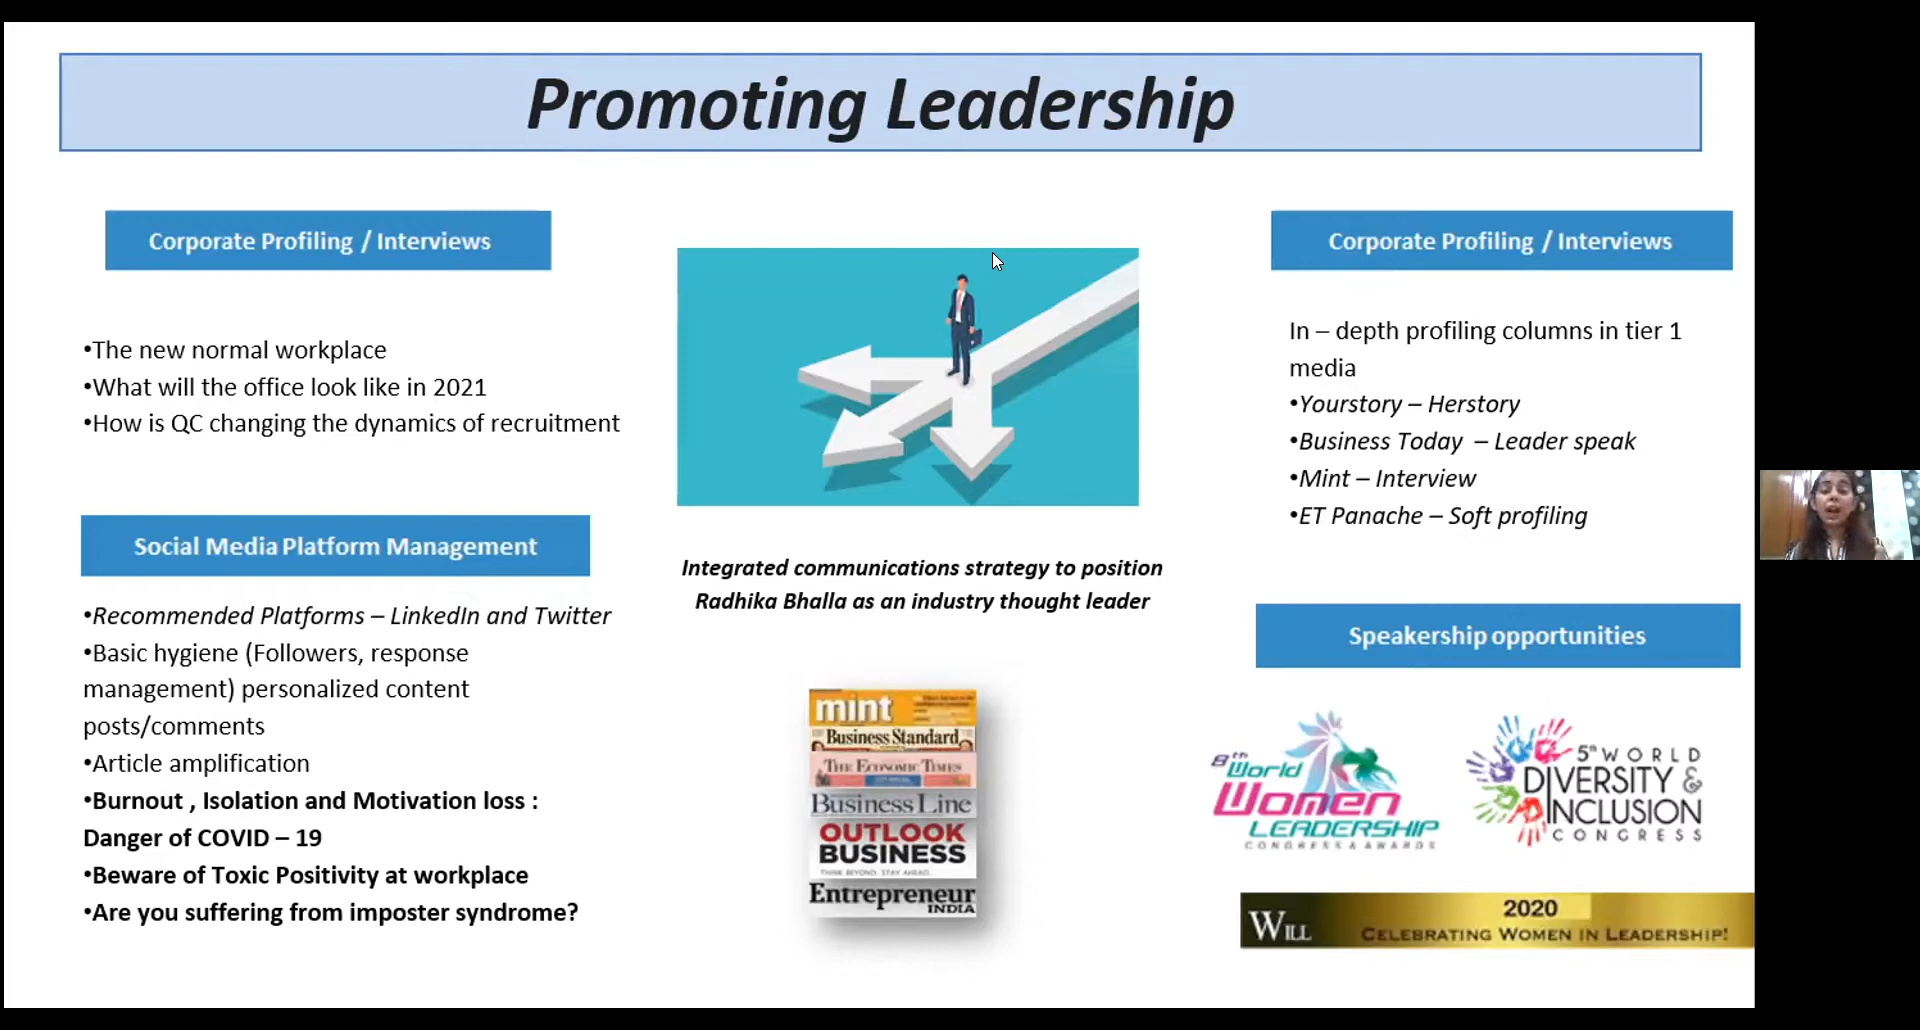 Promoting Leadership
Corporate Profiling / Interviews
•The new normal workplace
•What will the office look like in 2021
•How is QC changing the dynamics of recruitment
Social Media Platform Management
•Recommended Platforms – LinkedIn and Twitter
•Basic hygiene (Followers, response
management) personalized content
posts/comments
•Article amplification
•Burnout , Isolation and Motivation loss :
Danger of COVID – 19
•Beware of Toxic Positivity at workplace
•Are you suffering from imposter syndrome?
Integrated communications strategy to position
Radhika Bhalla as an industry thought leader
mint
Business Standard
THE ECONOMIC TIMES
Business Line
OUTLOOK
BUSINESS
THINK BEYOND. STAY AHEAD.
Entrepreneur
INDIA
Corporate Profiling / Interviews
In – depth profiling columns in tier 1
media
•Yourstory – Herstory
•Business Today – Leader speak
•Mint – Interview
•ET Panache – Soft profiling
Speakership opportunities
8th World
Women
LEADERSHIP
CONGRESS & AWARDS
5th WORLD
DIVERSITY &
INCLUSION
CONGRESS
WILL
2020
CELEBRATING WOMEN IN LEADERSHIP!